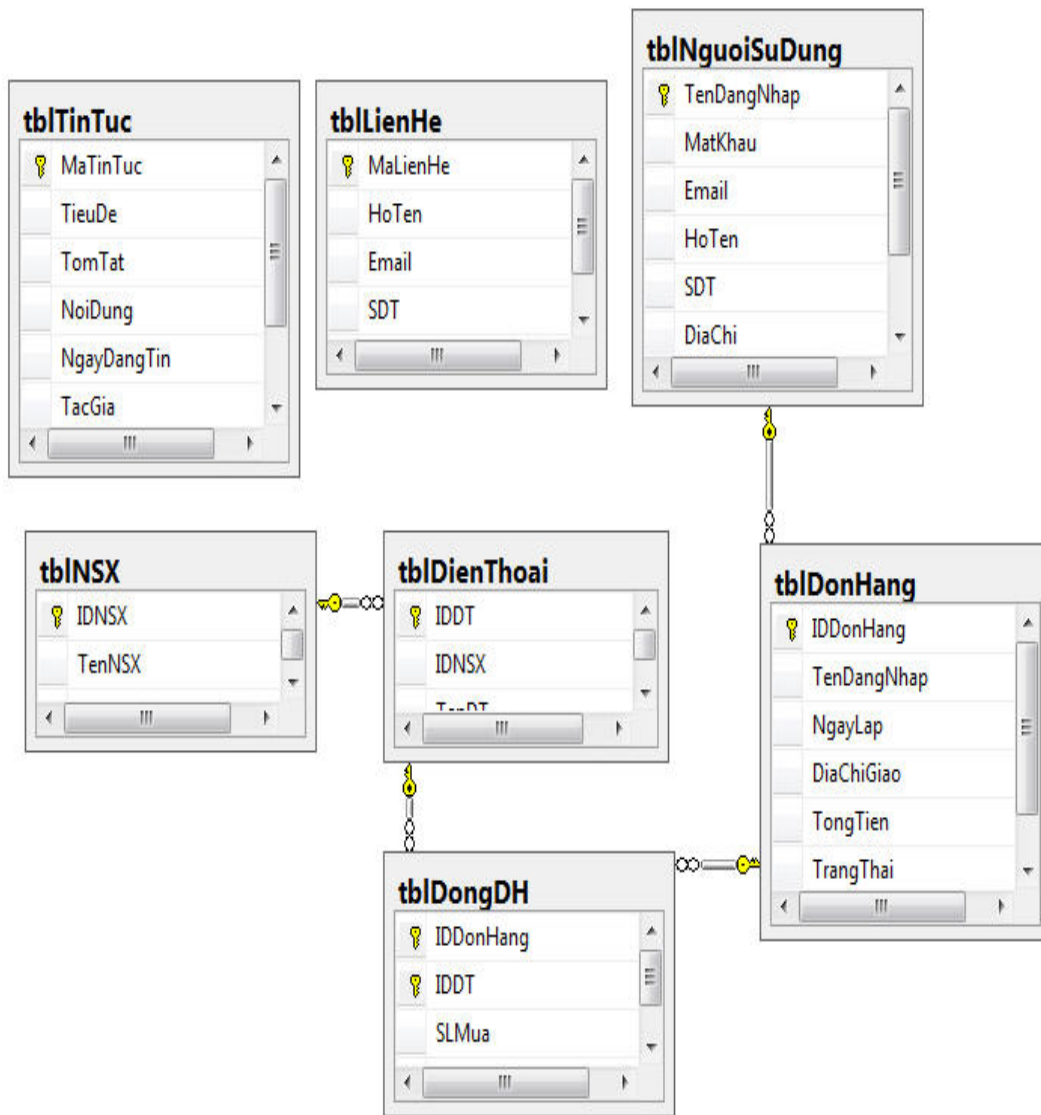 tblTinTuc
MaTinTuc
TieuDe
TomTat
NoiDung
NgayDangTin
TacGia
tblLienHe
MaLienHe
HoTen
Email
SDT
tblNguoiSuDung
TenDangNhap
MatKhau
Email
HoTen
SDT
DiaChi
tblNSX
IDNSX
TenNSX
tblDienThoai
IDDT
IDNSX
TenDT
tblDonHang
IDDonHang
TenDangNhap
NgayLap
DiaChiGiao
TongTien
TrangThai
tblDongDH
IDDonHang
IDDT
SLMua